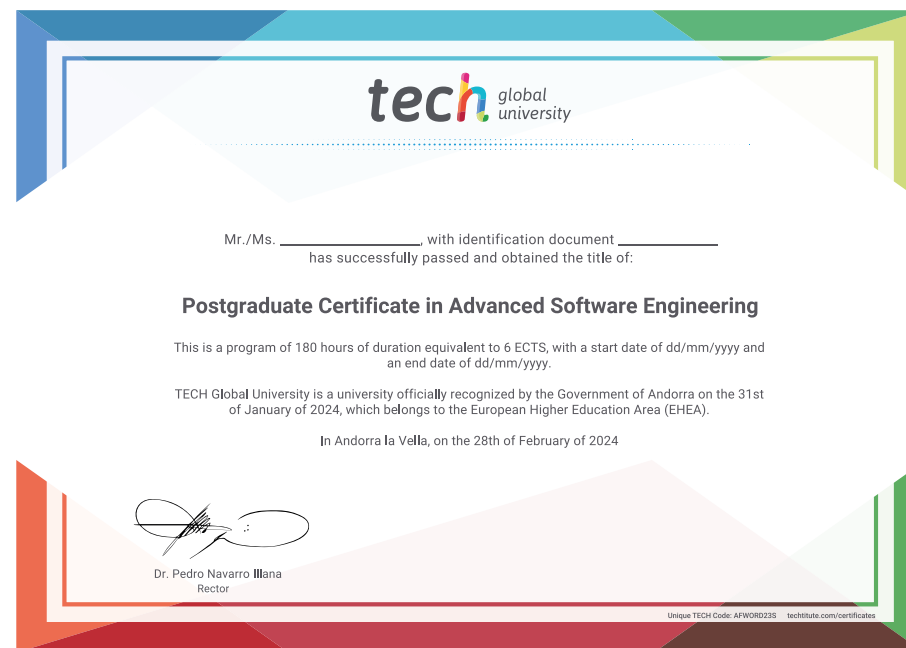 tech global
university
Mr./Ms. ____________________, with identification document ______________
has successfully passed and obtained the title of:
Postgraduate Certificate in Advanced Software Engineering
This is a program of 180 hours of duration equivalent to 6 ECTS, with a start date of dd/mm/yyyy and
an end date of dd/mm/yyyy.
TECH Global University is a university officially recognized by the Government of Andorra on the 31st
of January of 2024, which belongs to the European Higher Education Area (EHEA).
In Andorra la Vella, on the 28th of February of 2024
Dr. Pedro Navarro Illana
Rector
Unique TECH Code: AFWORD23S techtitute.com/certificates